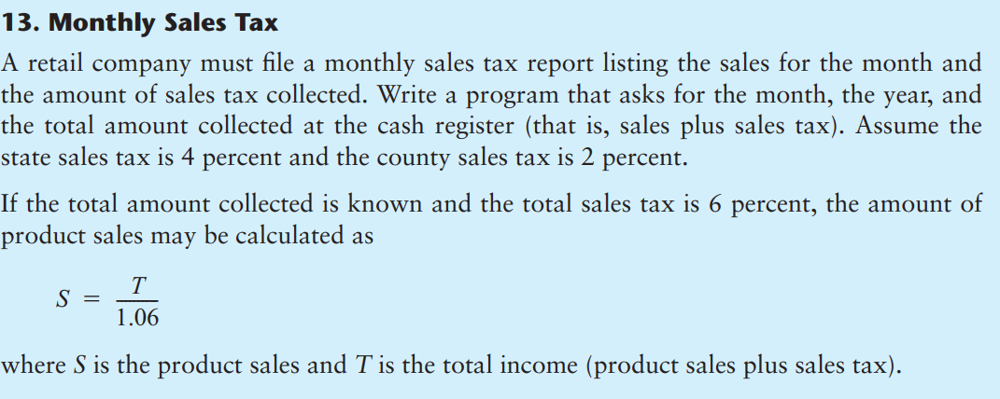 13. Monthly Sales Tax
A retail company must file a monthly sales tax report listing the sales for the month and
the amount of sales tax collected. Write a program that asks for the month, the year, and
the total amount collected at the cash register (that is, sales plus sales tax). Assume the
state sales tax is 4 percent and the county sales tax is 2 percent.
If the total amount collected is known and the total sales tax is 6 percent, the amount of
product sales may be calculated as
S = T
1.06
where S is the product sales and T is the total income (product sales plus sales tax).